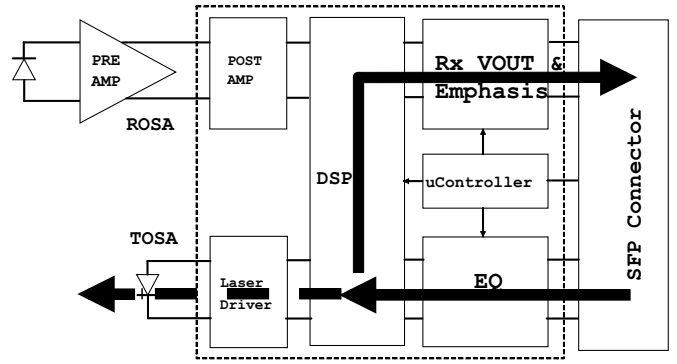 PRE
AMP
ROSA
POST
AMP
Rx VOUT &
Emphasis
DSP
uController
SFP Connector
TOSA
Laser
Driver
EQ